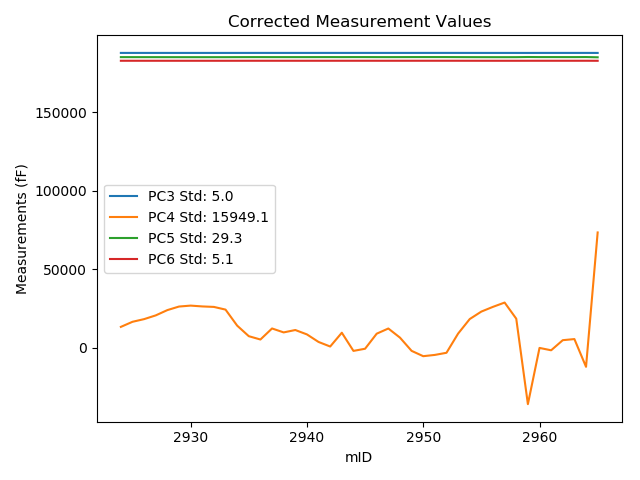 Corrected Measurement Values
Measurements (fF)
150000
100000
50000
0
PC3 Std: 5.0
PC4 Std: 15949.1
PC5 Std: 29.3
PC6 Std: 5.1
2930 2940 2950 2960
mID